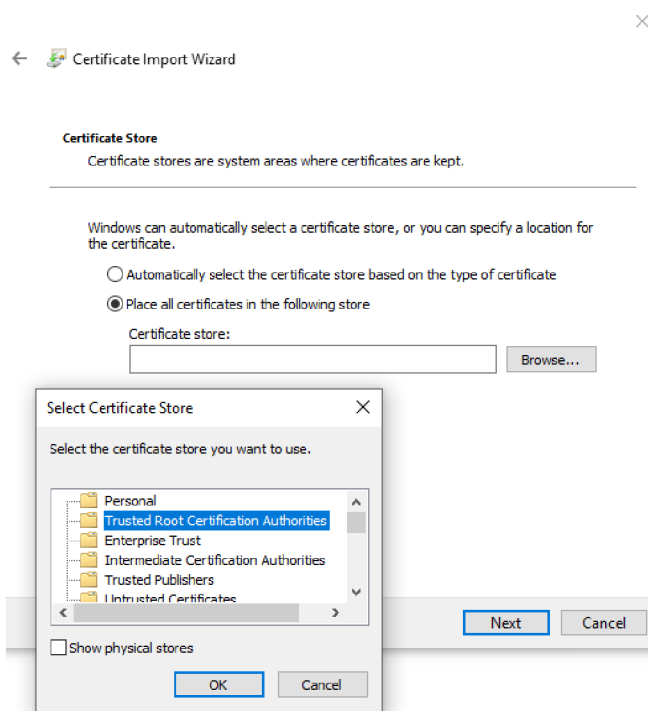 Certificate Import Wizard
Certificate Store
Certificate stores are system areas where certificates are kept.
Windows can automatically select a certificate store, or you can specify a location for
the certificate.
Automatically select the certificate store based on the type of certificate
Place all certificates in the following store
Certificate store:
Browse...
Select Certificate Store
Select the certificate store you want to use.
Personal
Trusted Root Certification Authorities
Enterprise Trust
Intermediate Certification Authorities
Trusted Publishers
Untrusted Certificates
Show physical stores
OK Cancel
Next Cancel